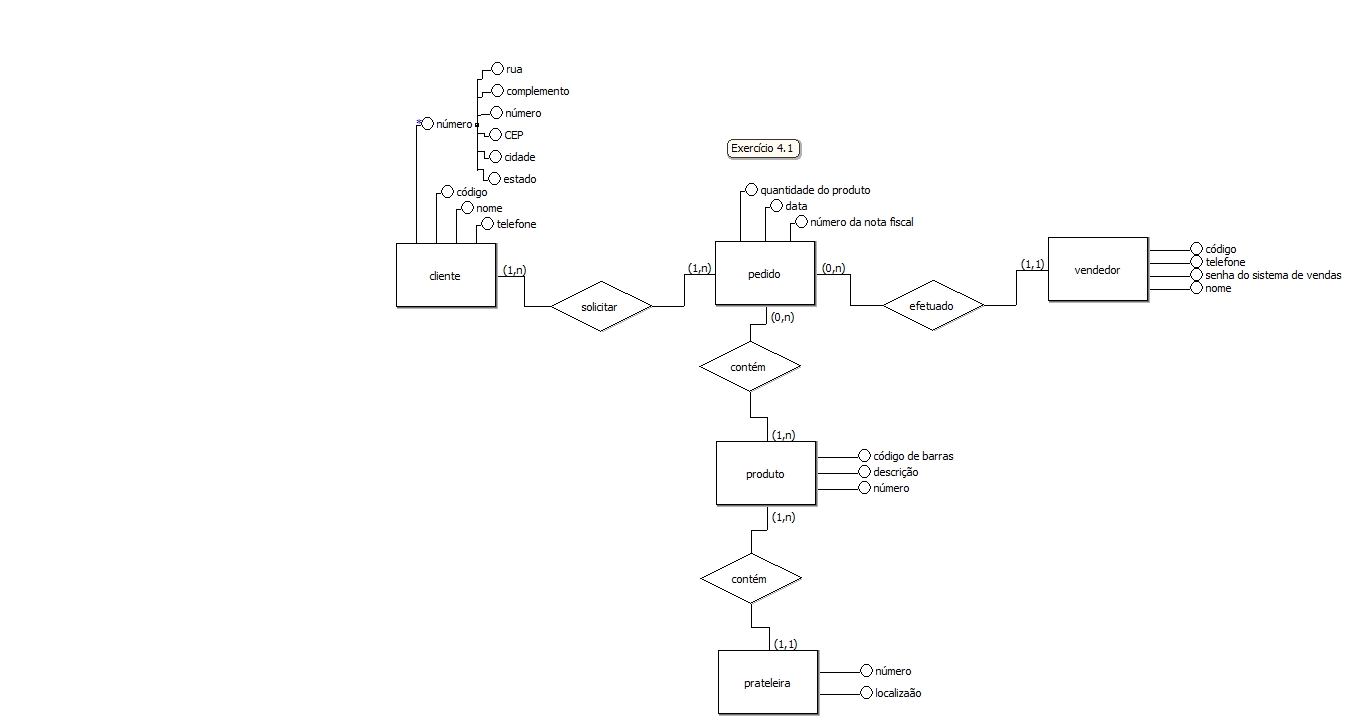 rua
complemento
número
* número
CEP
cidade
estado
Exercício 4.1
código
nome
telefone
quantidade do produto
data
número da nota fiscal
cliente
(1,n)
solicitar
(1,n)
pedido
(0,n)
efetuado
(1,1)
vendedor
código
telefone
senha do sistema de vendas
nome
(0,n)
contém
(1,n)
produto
código de barras
descrição
número
(1,n)
contém
(1,1)
prateleira
número
localizaão